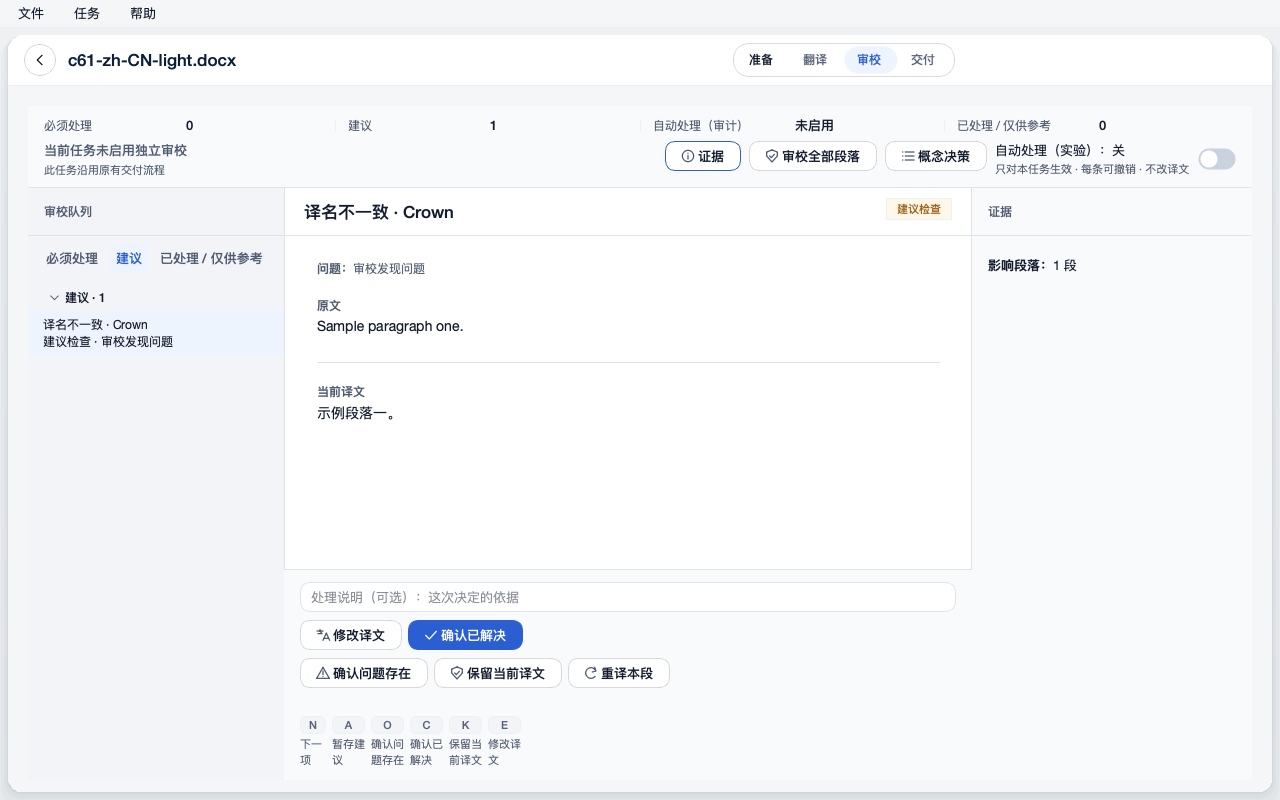 文件 任务 帮助
c61-zh-CN-light.docx
准备 翻译 审校 交付
必须处理 0 建议 1 自动处理（审计） 未启用 已处理 / 仅供参考 0
当前任务未启用独立审校
此任务沿用原有交付流程
证据 审校全部段落 概念决策
自动处理（实验）：关
只对本任务生效 · 每条可撤销 · 不改译文
审校队列
必须处理 建议 已处理 / 仅供参考
建议 · 1
译名不一致 · Crown
建议检查 · 审校发现问题
译名不一致 · Crown
建议检查
问题：审校发现问题
原文
Sample paragraph one.
当前译文
示例段落一。
处理说明（可选）：这次决定的依据
修改译文 确认已解决
确认问题存在 保留当前译文 重译本段
N A O C K E
下一项 暂存建议 确认问题存在 确认已解决 保留当前译文 修改译文
证据
影响段落：1 段